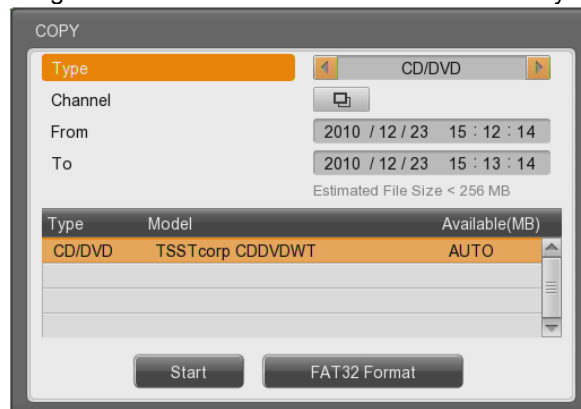 COPY
Type CD/DVD
Channel
From 2010 / 12 / 23 15 : 12 : 14
To 2010 / 12 / 23 15 : 13 : 14
Estimated File Size < 256 MB
Type Model Available(MB)
CD/DVD TSSTcorp CDDVDWT AUTO
Start FAT32 Format